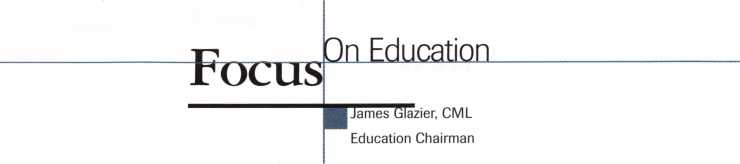 Focus On Education
James Glazier, CML
Education Chairman